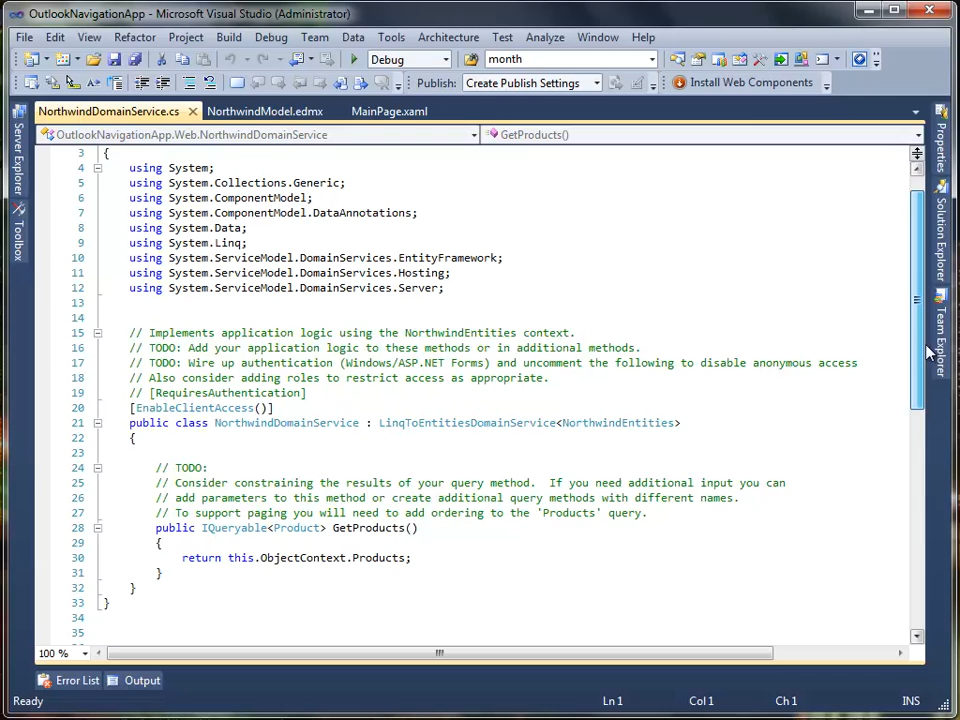 OutlookNavigationApp - Microsoft Visual Studio (Administrator)
File Edit View Refactor Project Build Debug Team Data Tools Architecture Test Analyze Window Help
Debug month
Publish: Create Publish Settings Install Web Components
NorthwindDomainService.cs NorthwindModel.edmx MainPage.xaml
OutlookNavigationApp.Web.NorthwindDomainService GetProducts()
Server Explorer
Toolbox
Properties
Solution Explorer
Team Explorer
3 {
4 using System;
5 using System.Collections.Generic;
6 using System.ComponentModel;
7 using System.ComponentModel.DataAnnotations;
8 using System.Data;
9 using System.Linq;
10 using System.ServiceModel.DomainServices.EntityFramework;
11 using System.ServiceModel.DomainServices.Hosting;
12 using System.ServiceModel.DomainServices.Server;
13
14
15 // Implements application logic using the NorthwindEntities context.
16 // TODO: Add your application logic to these methods or in additional methods.
17 // TODO: Wire up authentication (Windows/ASP.NET Forms) and uncomment the following to disable anonymous access
18 // Also consider adding roles to restrict access as appropriate.
19 // [RequiresAuthentication]
20 [EnableClientAccess()]
21 public class NorthwindDomainService : LinqToEntitiesDomainService<NorthwindEntities>
22 {
23
24 // TODO:
25 // Consider constraining the results of your query method.  If you need additional input you can
26 // add parameters to this method or create additional query methods with different names.
27 // To support paging you will need to add ordering to the 'Products' query.
28 public IQueryable<Product> GetProducts()
29 {
30 return this.ObjectContext.Products;
31 }
32 }
33 }
34
35
100 %
Error List Output
Ready Ln 1 Col 1 Ch 1 INS